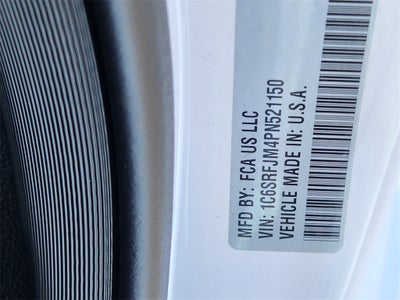 MFD BY: FCA US LLC
VIN: 1C6SRFJM4PN521150
VEHICLE MADE IN: U.S.A.